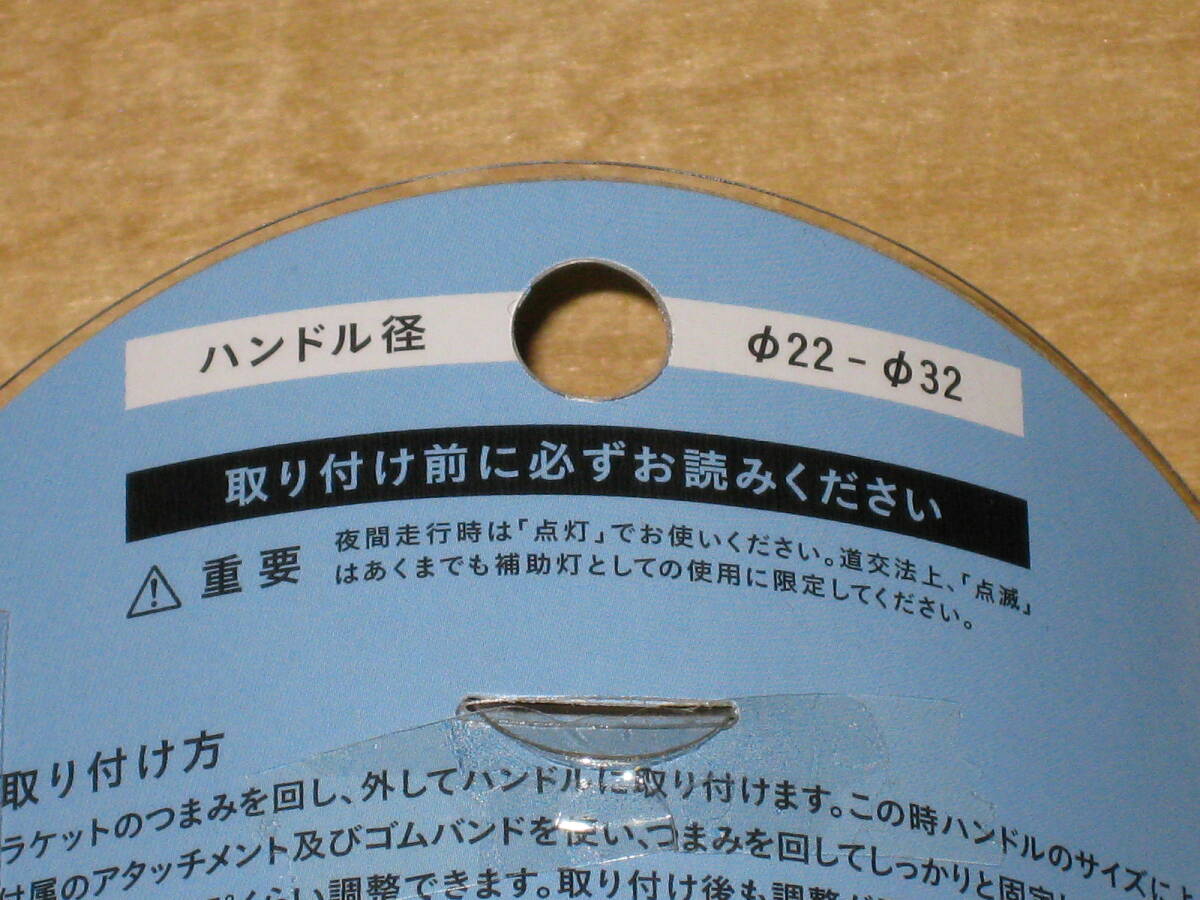 ハンドル径 φ22 - φ32
取り付け前に必ずお読みください
重要
夜間走行時は「点灯」でお使いください。道交法上、「点滅」
はあくまでも補助灯としての使用に限定してください。
取り付け方
ラケットのつまみを回し、外してハンドルに取り付けます。この時ハンドルのサイズによ
付属のアタッチメント及びゴムバンドを使い、つまみを回してしっかりと固定し
くらい調整できます。取り付け後も調整が